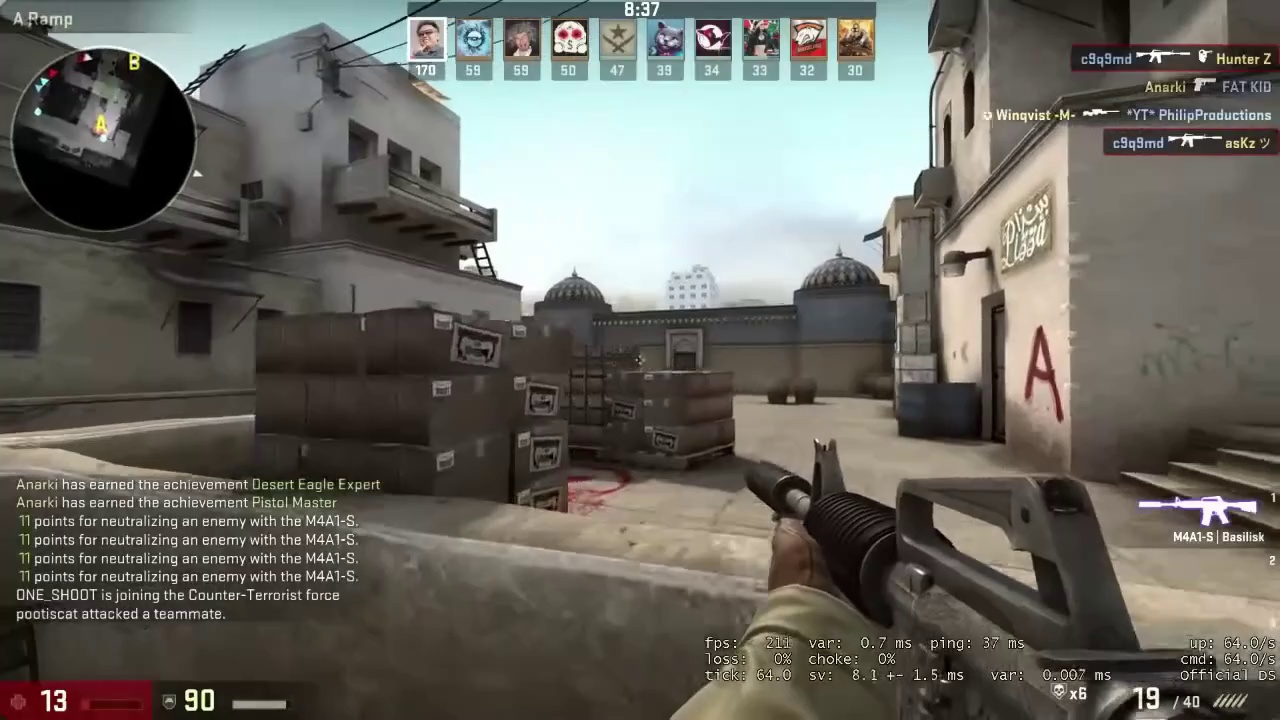 A Ramp
8:37
170 59 59 50 47 39 34 33 32 30
B
A
c9q9md Hunter Z
Anarki FAT KID
Winqvist -M- *YT* PhilipProductions
c9q9md asKz ツ
Pizza
A
Anarki has earned the achievement Desert Eagle Expert
Anarki has earned the achievement Pistol Master
11 points for neutralizing an enemy with the M4A1-S.
11 points for neutralizing an enemy with the M4A1-S.
11 points for neutralizing an enemy with the M4A1-S.
11 points for neutralizing an enemy with the M4A1-S.
ONE_SHOOT is joining the Counter-Terrorist force
pootiscat attacked a teammate.
1
M4A1-S | Basilisk
2
fps: 211 var: 0.7 ms ping: 37 ms up: 64.0/s
loss: 0% choke: 0% cmd: 64.0/s
tick: 64.0 sv: 8.1 +- 1.5 ms var: 0.007 ms Official DS
13 90 x6 19 / 40